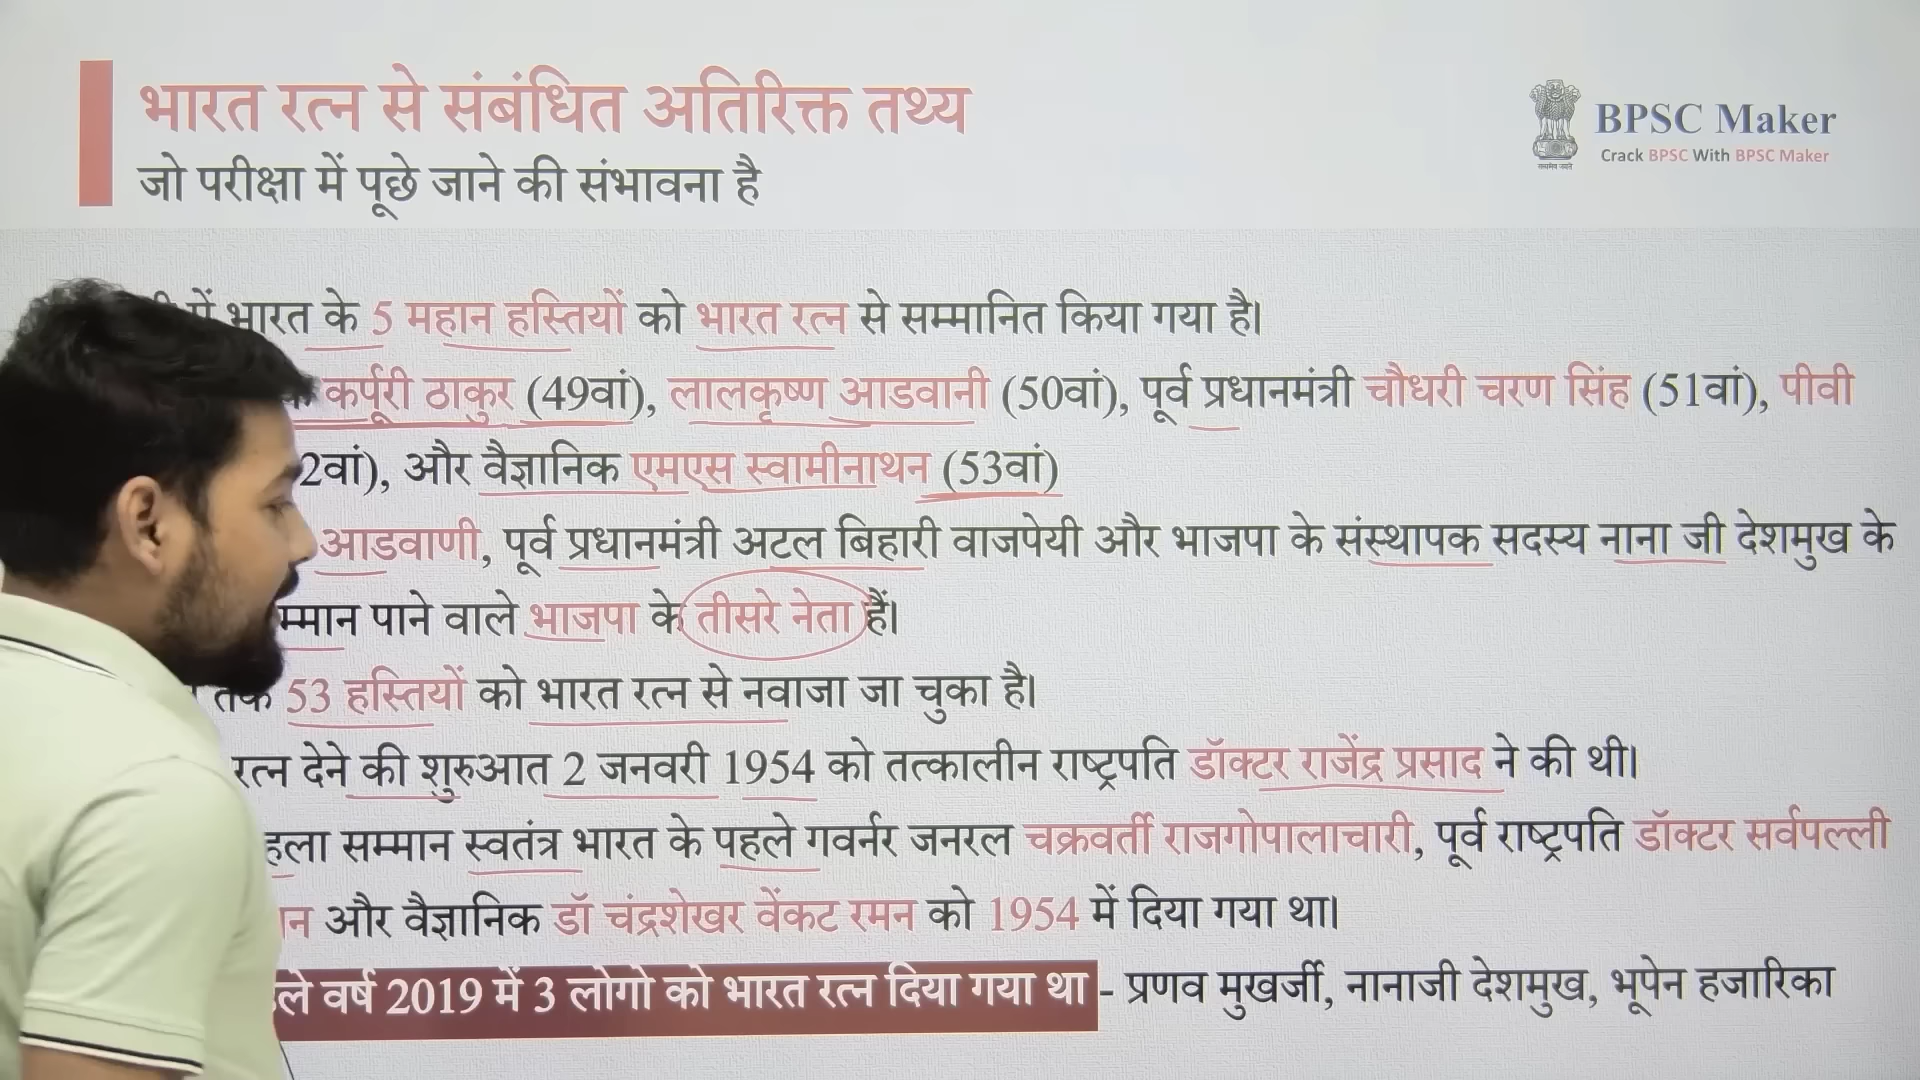 भारत रत्न से संबंधित अतिरिक्त तथ्य
जो परीक्षा में पूछे जाने की संभावना है
BPSC Maker
Crack BPSC With BPSC Maker
में भारत के 5 महान हस्तियों को भारत रत्न से सम्मानित किया गया है।
कर्पूरी ठाकुर (49वां), लालकृष्ण आडवानी (50वां), पूर्व प्रधानमंत्री चौधरी चरण सिंह (51वां), पीवी
2वां), और वैज्ञानिक एमएस स्वामीनाथन (53वां)
आडवाणी, पूर्व प्रधानमंत्री अटल बिहारी वाजपेयी और भाजपा के संस्थापक सदस्य नाना जी देशमुख के
म्मान पाने वाले भाजपा के तीसरे नेता हैं।
तक 53 हस्तियों को भारत रत्न से नवाजा जा चुका है।
रत्न देने की शुरुआत 2 जनवरी 1954 को तत्कालीन राष्ट्रपति डॉक्टर राजेंद्र प्रसाद ने की थी।
हला सम्मान स्वतंत्र भारत के पहले गवर्नर जनरल चक्रवर्ती राजगोपालाचारी, पूर्व राष्ट्रपति डॉक्टर सर्वपल्ली
न और वैज्ञानिक डॉ चंद्रशेखर वेंकट रमन को 1954 में दिया गया था।
ले वर्ष 2019 में 3 लोगो को भारत रत्न दिया गया था - प्रणव मुखर्जी, नानाजी देशमुख, भूपेन हजारिका